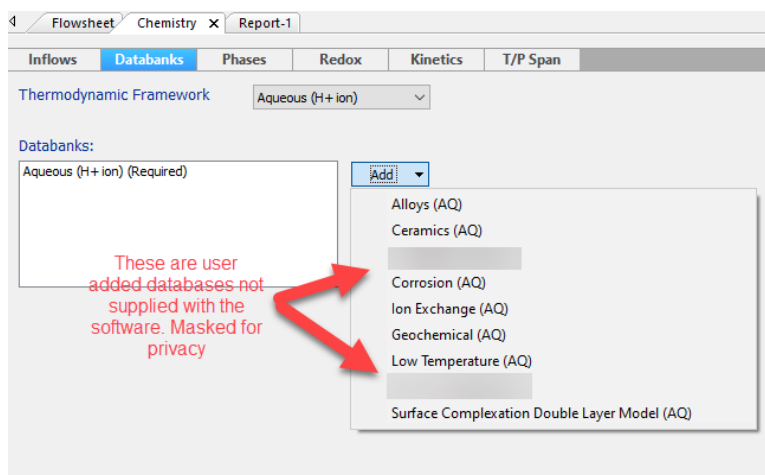 Flowsheet Chemistry X Report-1
Inflows Databanks Phases Redox Kinetics T/P Span
Thermodynamic Framework Aqueous (H+ ion)
Databanks:
Aqueous (H+ ion) (Required)
Add
Alloys (AQ)
Ceramics (AQ)
Corrosion (AQ)
Ion Exchange (AQ)
Geochemical (AQ)
Low Temperature (AQ)
Surface Complexation Double Layer Model (AQ)
These are user
added databases not
supplied with the
software. Masked for
privacy